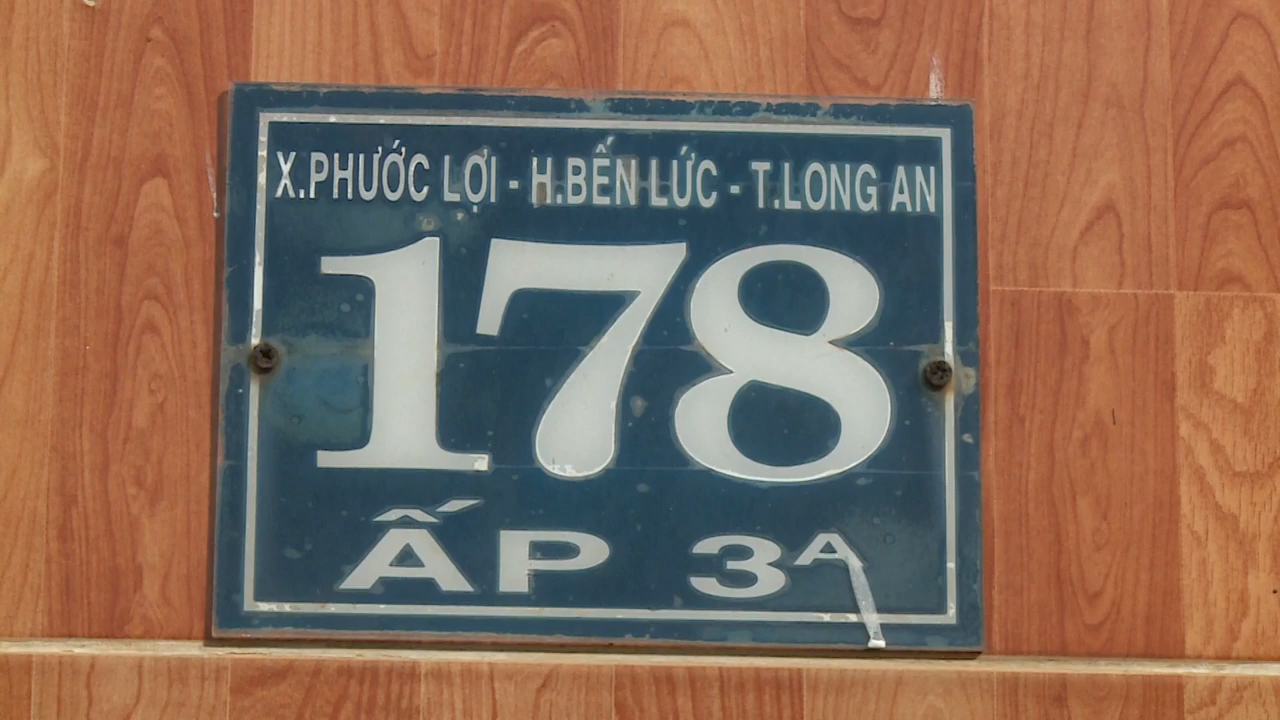 X.PHƯỚC LỢI - H.BẾN LỨC - T.LONG AN
178
ẤP 3A